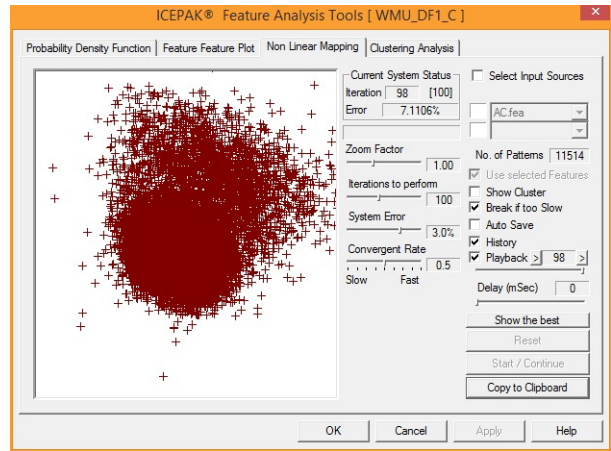 ICEPAK® Feature Analysis Tools [ WMU_DF1_C ]
Probability Density Function | Feature Feature Plot | Non Linear Mapping | Clustering Analysis
Current System Status
Iteration 98 [100]
Error 7.1106%
Zoom Factor
1.00
Iterations to perform
100
System Error
3.0%
Convergent Rate
0.5
Slow Fast
Select Input Sources
AC.fea
No. of Patterns 11514
Use selected Features
Show Cluster
Break if too Slow
Auto Save
History
Playback > 98 >
Delay (mSec) 0
Show the best
Reset
Start / Continue
Copy to Clipboard
OK Cancel Apply Help